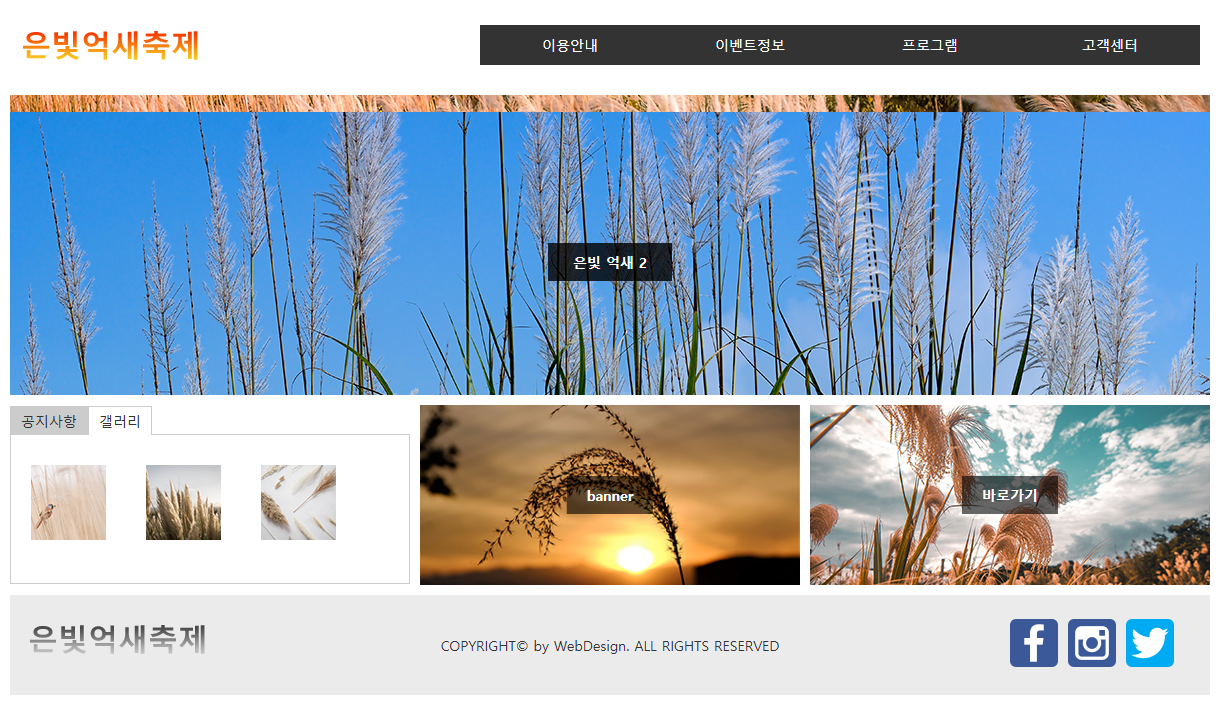 은빛억새축제
이용안내 이벤트정보 프로그램 고객센터
은빛 억새 2
공지사항 갤러리
banner
바로가기
은빛억새축제
COPYRIGHT© by WebDesign. ALL RIGHTS RESERVED